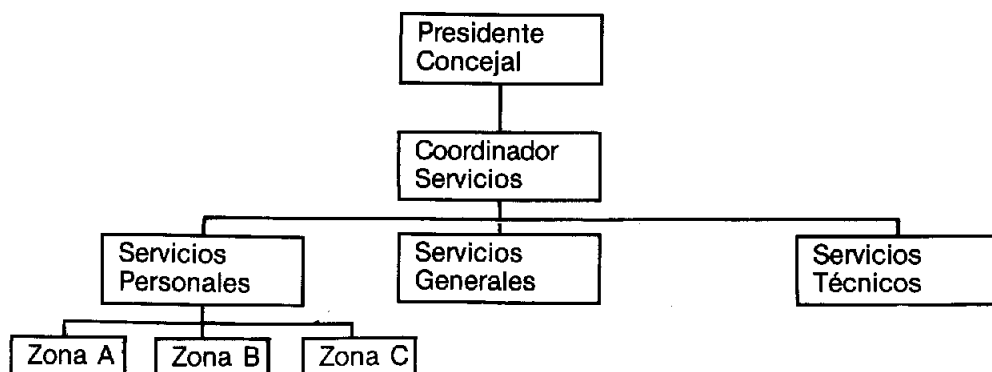 Presidente
Concejal
Coordinador
Servicios
Servicios
Personales
Servicios
Generales
Servicios
Técnicos
Zona A
Zona B
Zona C